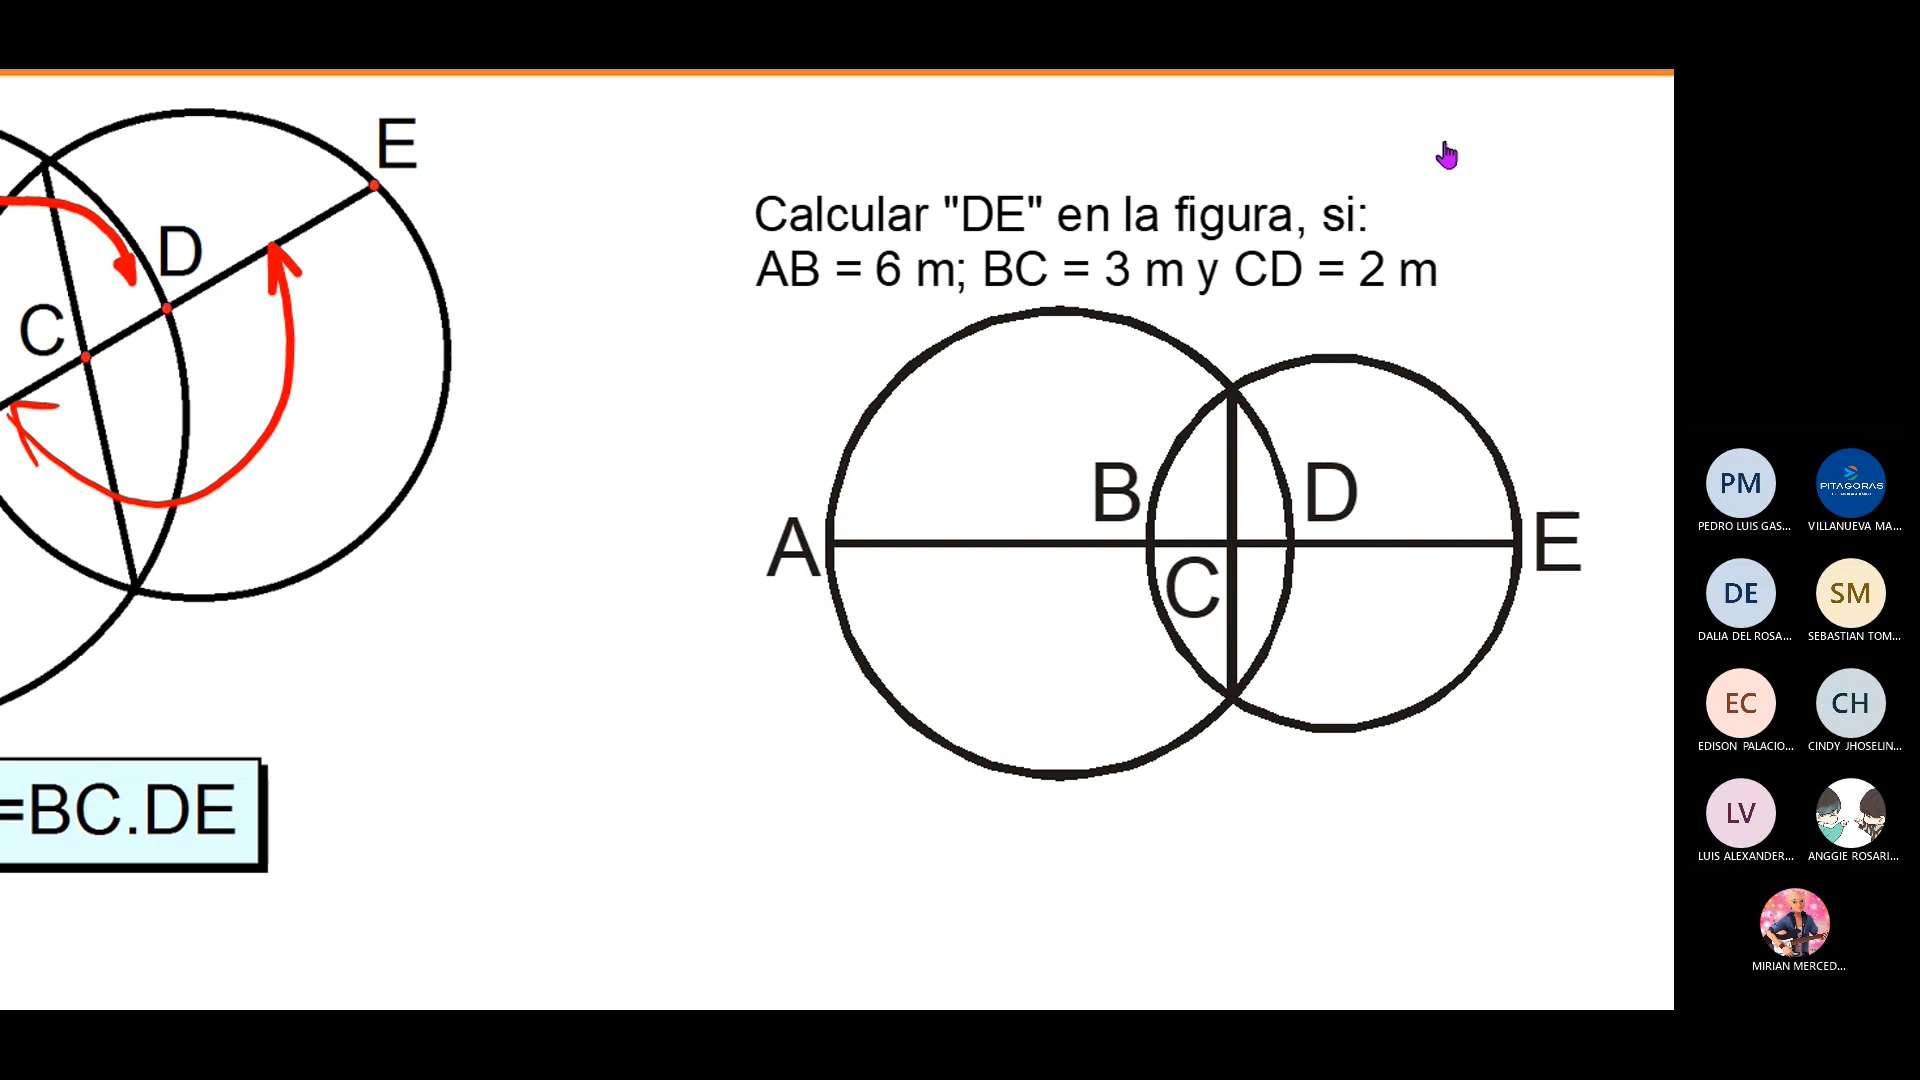 E
D
C
=BC.DE
Calcular "DE" en la figura, si:
AB = 6 m; BC = 3 m y CD = 2 m
B
D
A
E
C
PM
PEDRO LUIS GAS...
PITAGORAS
VILLANUEVA MA...
DE
DALIA DEL ROSA...
SM
SEBASTIAN TOM...
EC
EDISON PALACIO...
CH
CINDY JHOSELIN...
LV
LUIS ALEXANDER...
ANGGIE ROSARI...
MIRIAN MERCED...